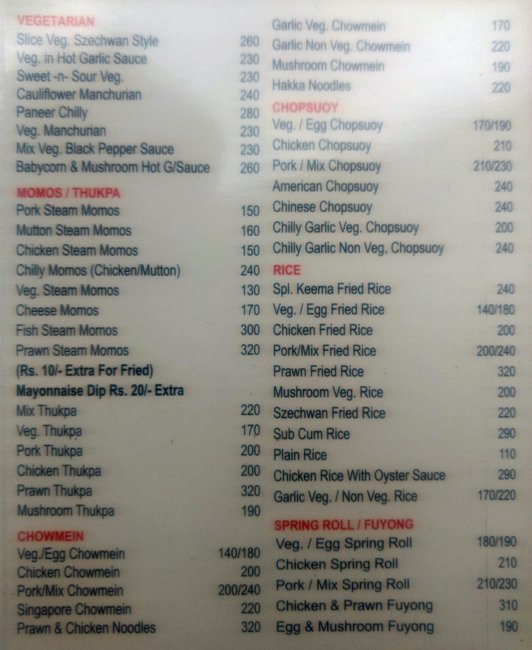 VEGETARIAN
Slice Veg. Szechwan Style 260
Veg. in Hot Garlic Sauce 230
Sweet -n- Sour Veg. 230
Cauliflower Manchurian 240
Paneer Chilly 280
Veg. Manchurian 230
Mix Veg. Black Pepper Sauce 230
Babycorn & Mushroom Hot G/Sauce 260
MOMOS / THUKPA
Pork Steam Momos 150
Mutton Steam Momos 160
Chicken Steam Momos 150
Chilly Momos (Chicken/Mutton) 240
Veg. Steam Momos 130
Cheese Momos 170
Fish Steam Momos 300
Prawn Steam Momos 320
(Rs. 10/- Extra For Fried)
Mayonnaise Dip Rs. 20/- Extra
Mix Thukpa 220
Veg. Thukpa 170
Pork Thukpa 200
Chicken Thukpa 200
Prawn Thukpa 320
Mushroom Thukpa 190
CHOWMEIN
Veg./Egg Chowmein 140/180
Chicken Chowmein 200
Pork/Mix Chowmein 200/240
Singapore Chowmein 220
Prawn & Chicken Noodles 320
Garlic Veg. Chowmein 170
Garlic Non Veg. Chowmein 220
Mushroom Chowmein 190
Hakka Noodles 220
CHOPSUOY
Veg. / Egg Chopsuoy 170/190
Chicken Chopsuoy 210
Pork / Mix Chopsuoy 210/230
American Chopsuoy 240
Chinese Chopsuoy 240
Chilly Garlic Veg. Chopsuoy 200
Chilly Garlic Non Veg. Chopsuoy 240
RICE
Spl. Keema Fried Rice 240
Veg. / Egg Fried Rice 140/180
Chicken Fried Rice 200
Pork/Mix Fried Rice 200/240
Prawn Fried Rice 320
Mushroom Veg. Rice 200
Szechwan Fried Rice 220
Sub Cum Rice 290
Plain Rice 110
Chicken Rice With Oyster Sauce 290
Garlic Veg. / Non Veg. Rice 170/220
SPRING ROLL / FUYONG
Veg. / Egg Spring Roll 180/190
Chicken Spring Roll 210
Pork / Mix Spring Roll 210/230
Chicken & Prawn Fuyong 310
Egg & Mushroom Fuyong 190